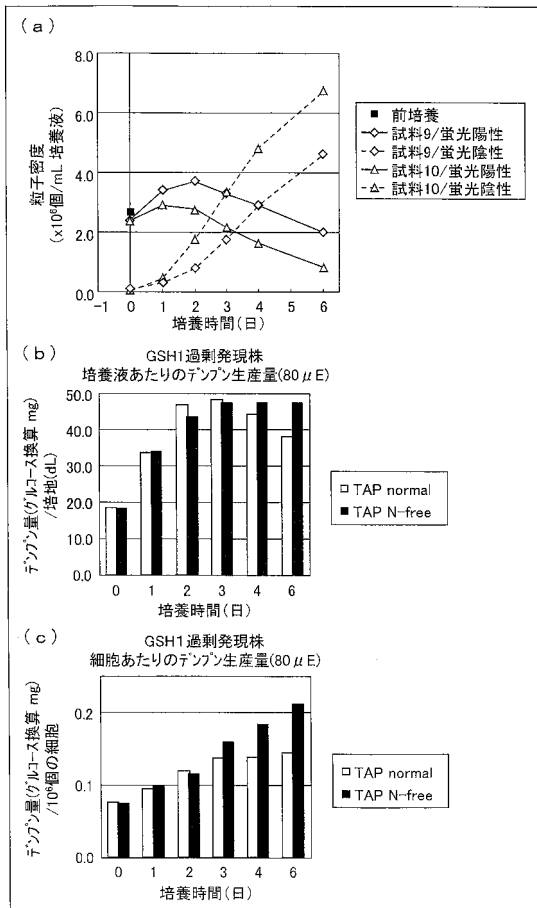 (a)
8.0
6.0
4.0
2.0
0.0
粒子密度
(x10⁶個/mL 培養液)
-1 0 1 2 3 4 5 6
培養時間(日)
前培養
試料9/蛍光陽性
試料9/蛍光陰性
試料10/蛍光陽性
試料10/蛍光陰性
(b)
GSH1過剰発現株
培養液あたりのデンプン生産量(80μE)
50.0
40.0
30.0
20.0
10.0
0.0
デンプン量(グルコース換算 mg)
/培地(dL)
0 1 2 3 4 6
培養時間(日)
TAP normal
TAP N-free
(c)
GSH1過剰発現株
細胞あたりのデンプン生産量(80μE)
0.2
0.1
0.0
デンプン量(グルコース換算 mg)
/10⁶個の細胞
0 1 2 3 4 6
培養時間(日)
TAP normal
TAP N-free